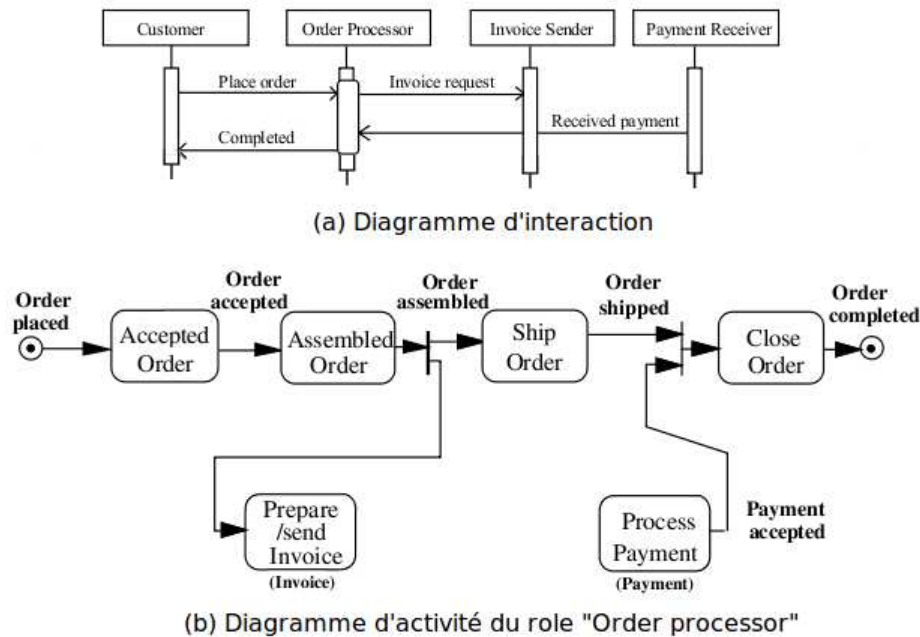 Customer
Order Processor
Invoice Sender
Payment Receiver
Place order
Invoice request
Received payment
Completed
(a) Diagramme d'interaction
Order
placed
Order
accepted
Order
assembled
Order
shipped
Order
completed
Accepted
Order
Assembled
Order
Ship
Order
Close
Order
Prepare
/send
Invoice
(Invoice)
Process
Payment
(Payment)
Payment
accepted
(b) Diagramme d'activité du role "Order processor"